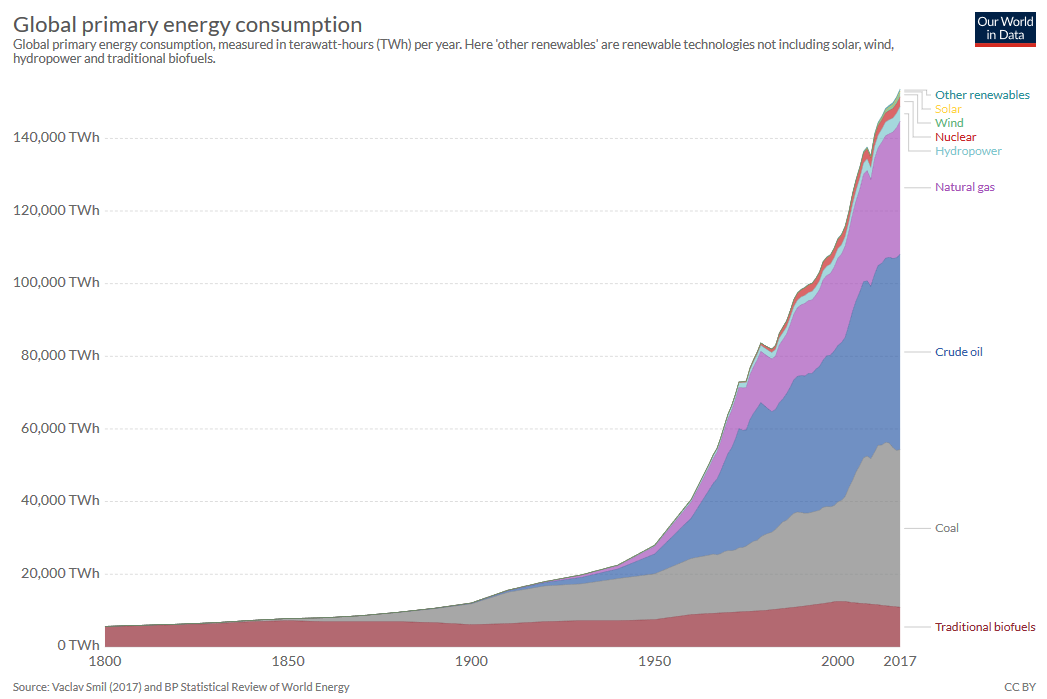 Global primary energy consumption
Global primary energy consumption, measured in terawatt-hours (TWh) per year. Here 'other renewables' are renewable technologies not including solar, wind,
hydropower and traditional biofuels.
Our World
in Data
140,000 TWh
120,000 TWh
100,000 TWh
80,000 TWh
60,000 TWh
40,000 TWh
20,000 TWh
0 TWh
Other renewables
Solar
Wind
Nuclear
Hydropower
Natural gas
Crude oil
Coal
Traditional biofuels
1800
1850
1900
1950
2000
2017
Source: Vaclav Smil (2017) and BP Statistical Review of World Energy
CC BY